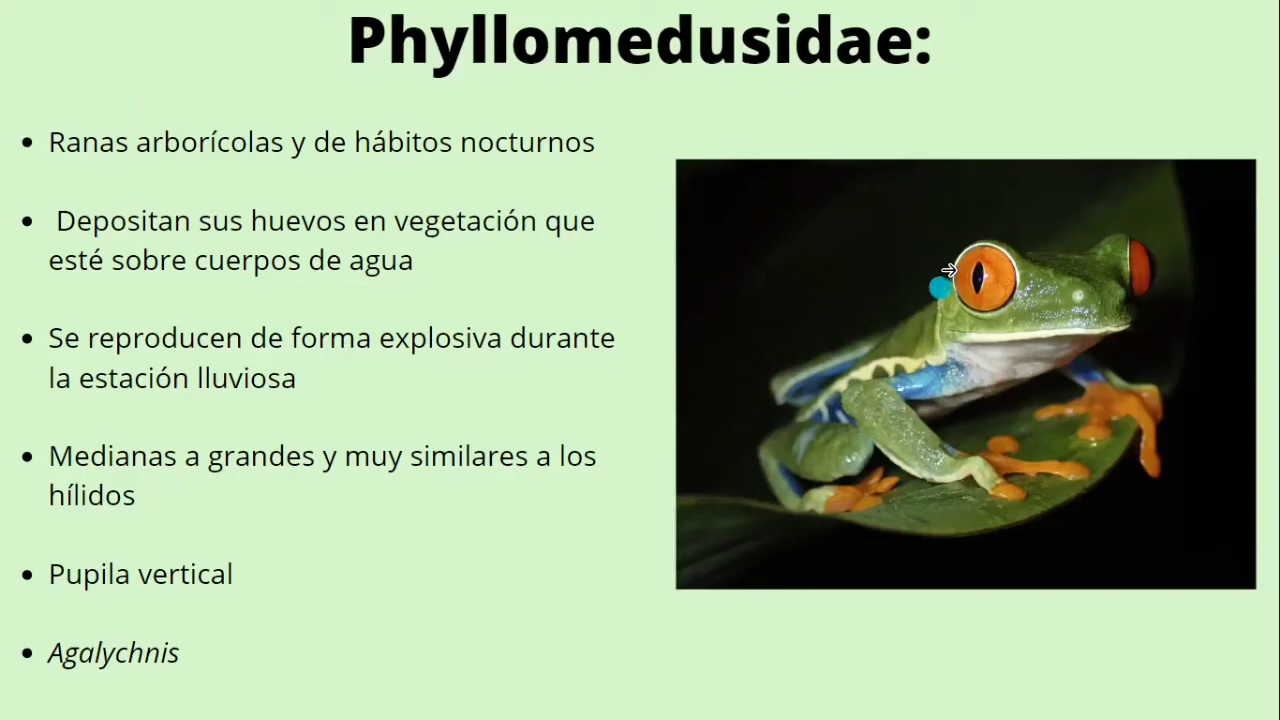 Phyllomedusidae:
• Ranas arborícolas y de hábitos nocturnos
• Depositan sus huevos en vegetación que
esté sobre cuerpos de agua
• Se reproducen de forma explosiva durante
la estación lluviosa
• Medianas a grandes y muy similares a los
hílidos
• Pupila vertical
• Agalychnis